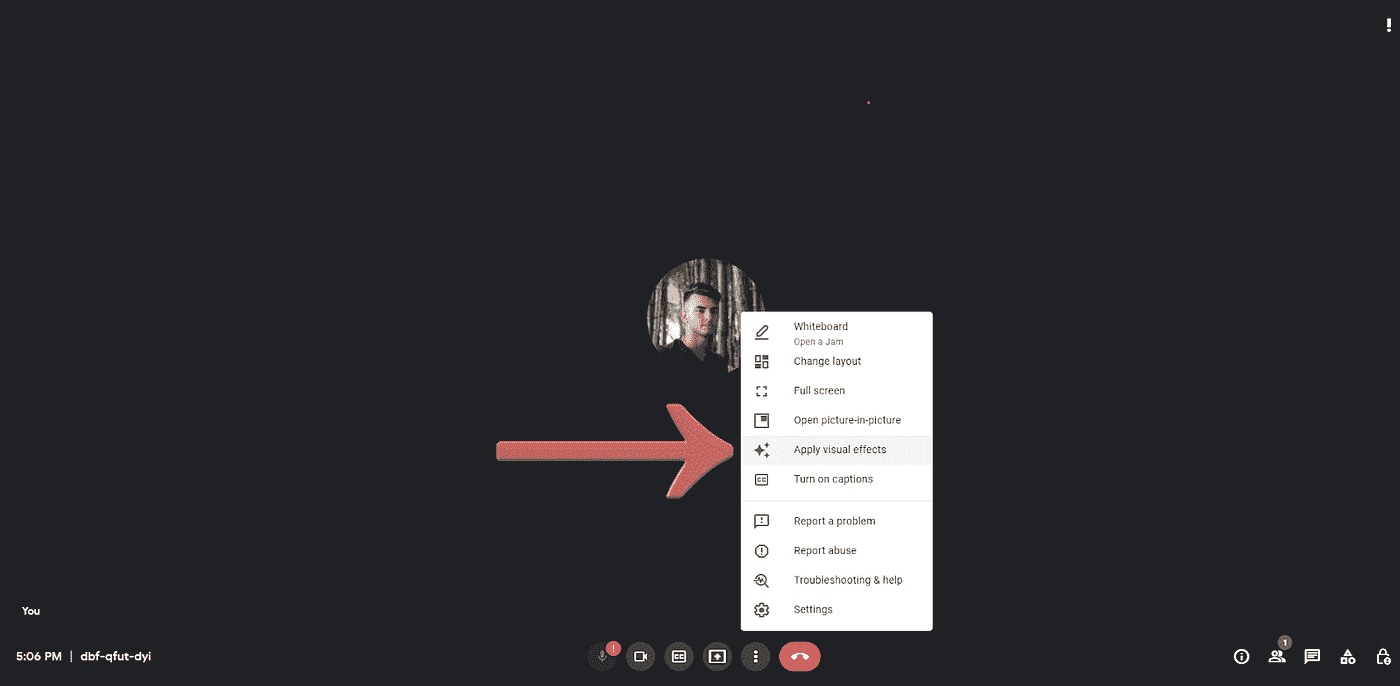 Whiteboard
Open a Jam
Change layout
Full screen
Open picture-in-picture
Apply visual effects
Turn on captions
Report a problem
Report abuse
Troubleshooting & help
Settings
You
5:06 PM | dbf-qfut-dyi
!
CC
1